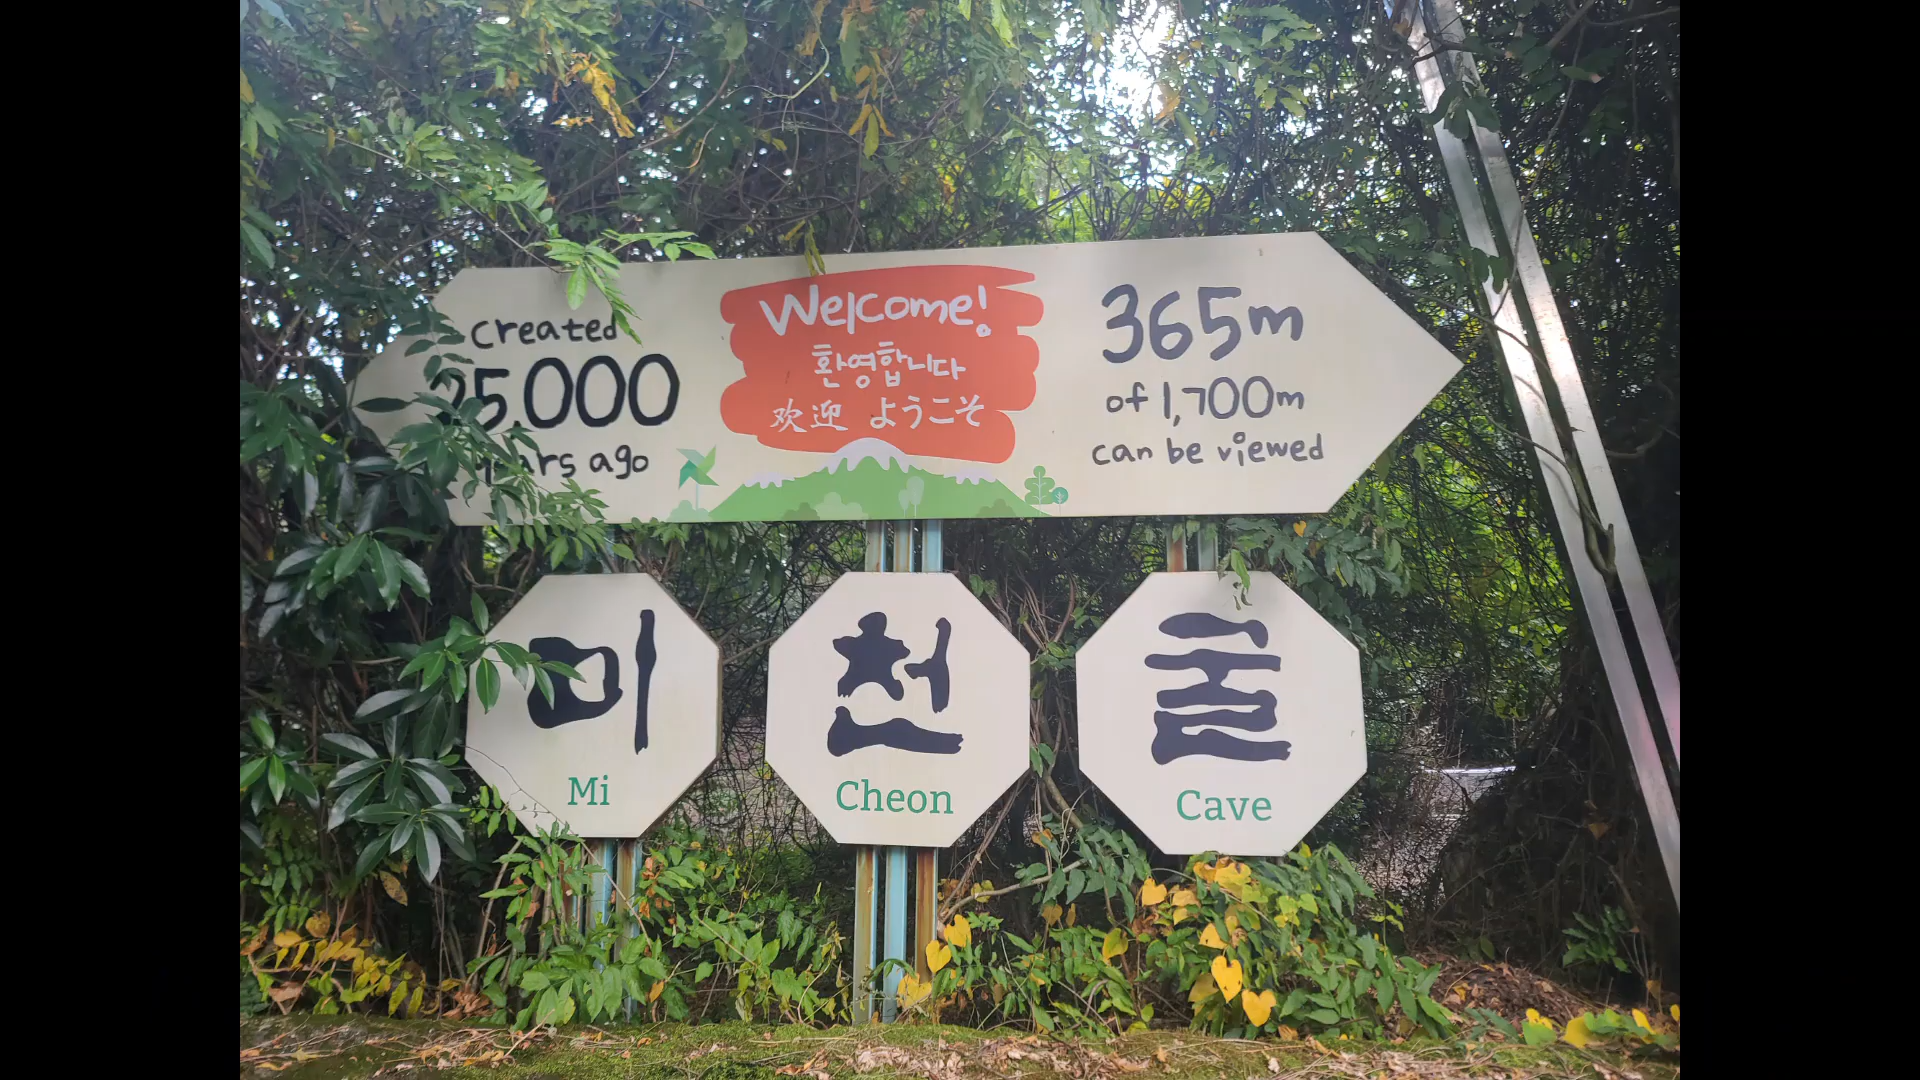 Created
25,000
years ago
Welcome!
환영합니다
欢迎 ようこそ
365m
of 1,700m
can be viewed
미 천 굴
Mi Cheon Cave